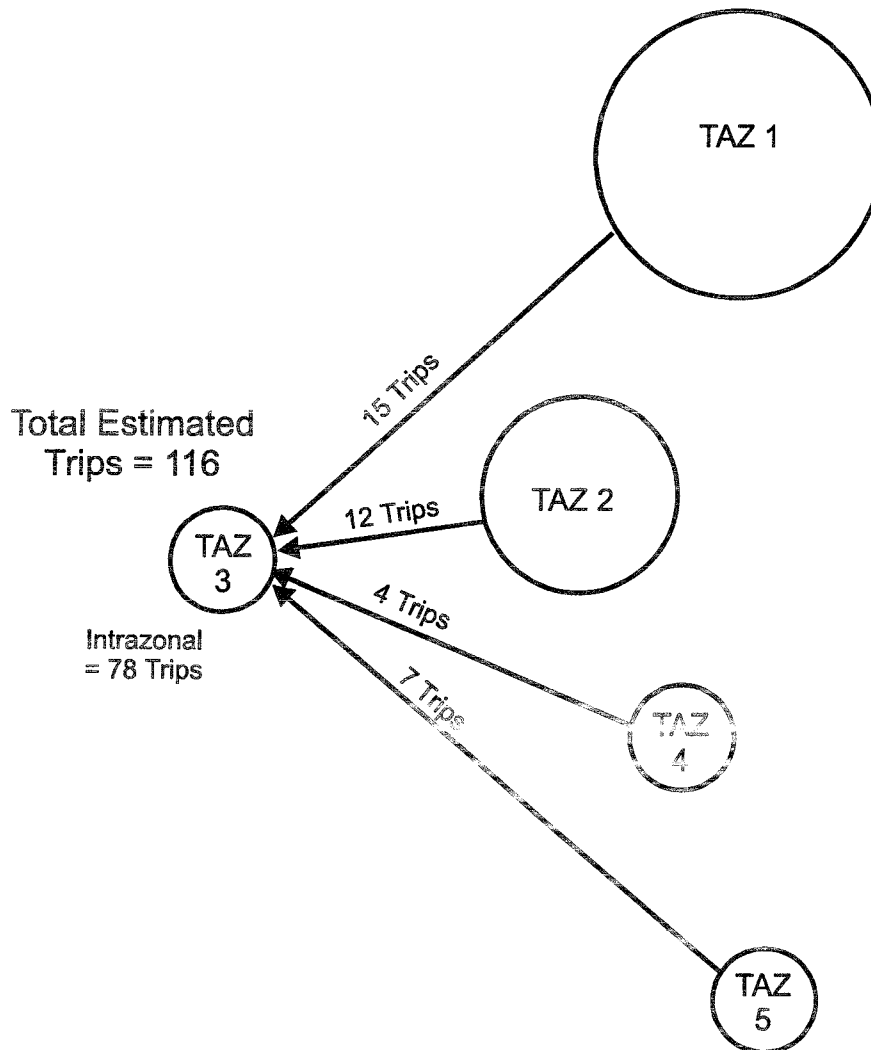 TAZ 1
15 Trips
Total Estimated
Trips = 116
12 Trips
TAZ 2
TAZ
3
4 Trips
Intrazonal
= 78 Trips
7 Trips
TAZ
4
TAZ
5